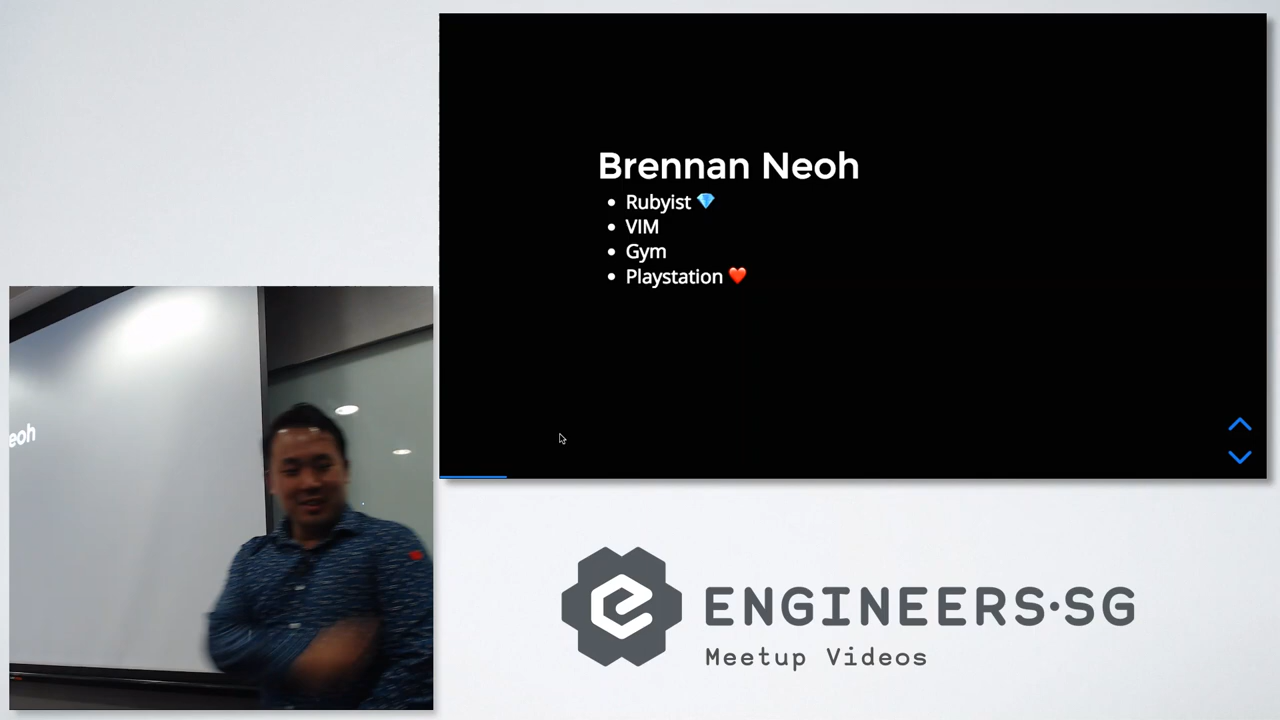 Brennan Neoh
Rubyist 💎
VIM
Gym
Playstation ❤️
eoh
ENGINEERS·SG
Meetup Videos